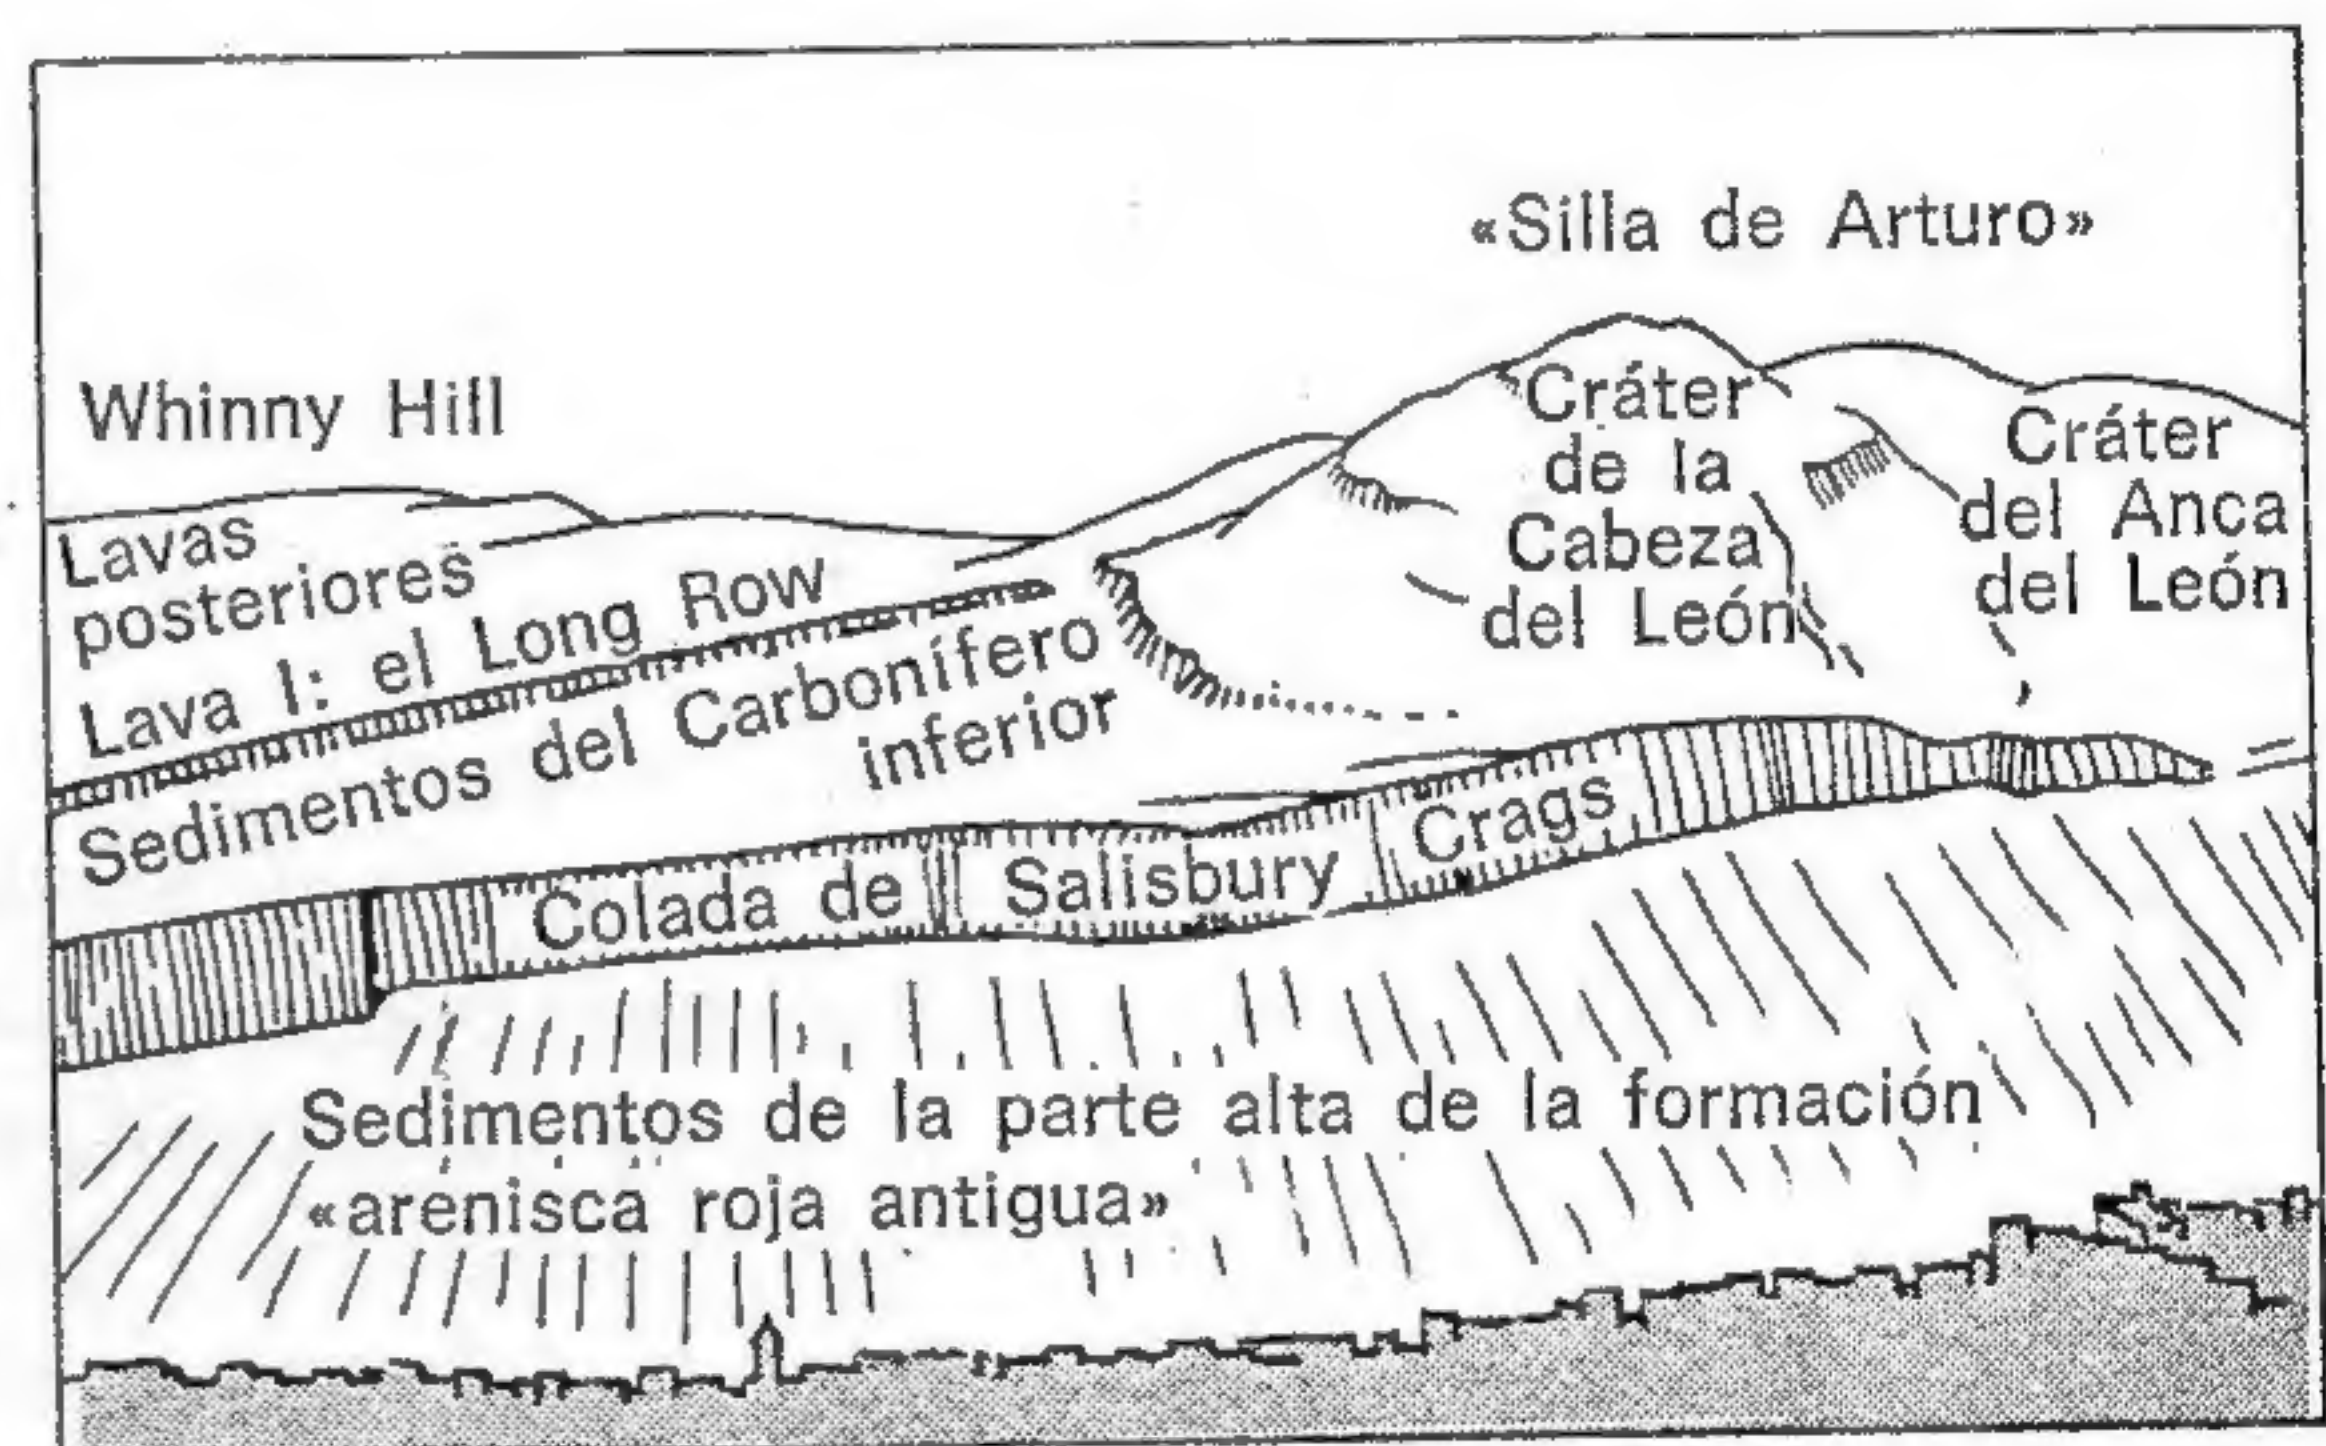 «Silla de Arturo»
Whinny Hill
Cráter
de la
Cabeza
del León
Cráter
del Anca
del León
Lavas
posteriores
Lava I: el Long Row
Sedimentos del Carbonífero
inferior
Colada de Salisbury Crags
Sedimentos de la parte alta de la formación
«arenisca roja antigua»